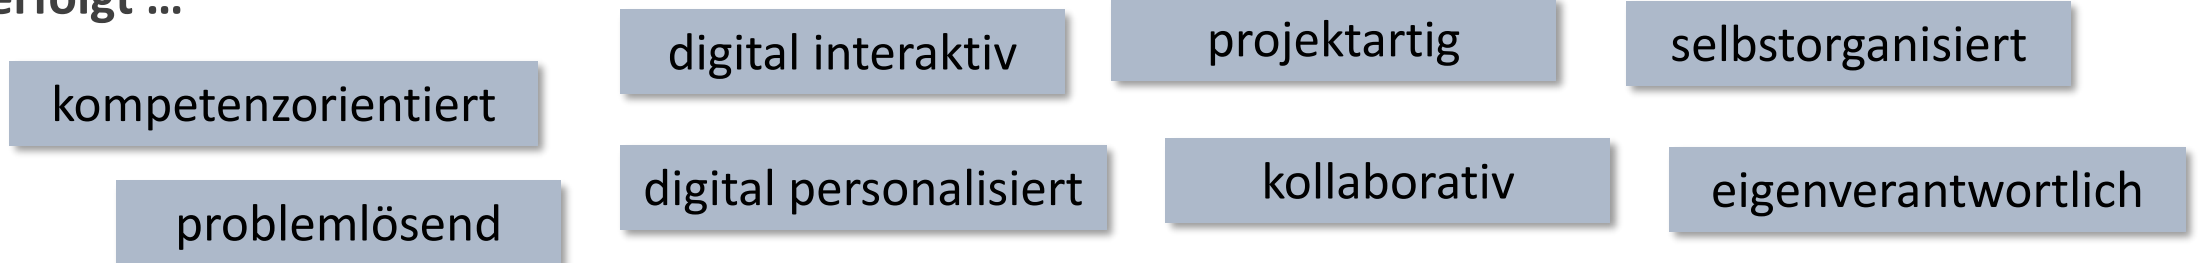 erfolgt ...
digital interaktiv
projektartig
selbstorganisiert
kompetenzorientiert
digital personalisiert
kollaborativ
eigenverantwortlich
problemlösend